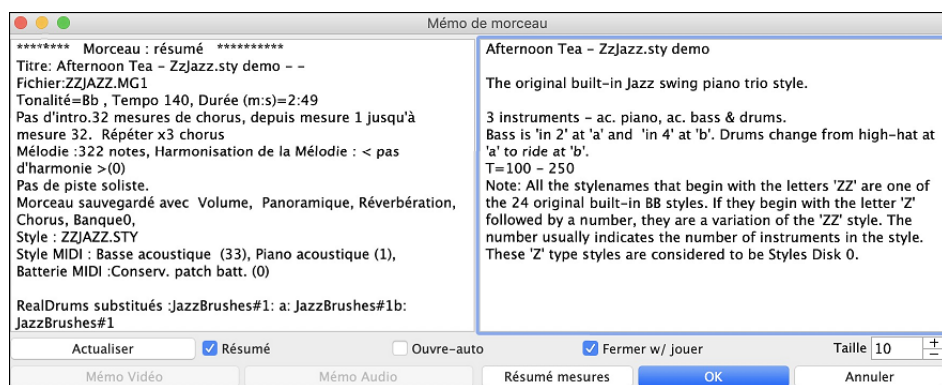 Mémo de morceau
******** Morceau : résumé **********
Titre: Afternoon Tea – ZzJazz.sty demo – –
Fichier:ZZJAZZ.MG1
Tonalité=Bb , Tempo 140, Durée (m:s)=2:49
Pas d'intro.32 mesures de chorus, depuis mesure 1 jusqu'à
mesure 32. Répéter x3 chorus
Mélodie :322 notes, Harmonisation de la Mélodie : < pas
d'harmonie >(0)
Pas de piste soliste.
Morceau sauvegardé avec Volume, Panoramique, Réverbération,
Chorus, Banque0,
Style : ZZJAZZ.STY
Style MIDI : Basse acoustique (33), Piano acoustique (1),
Batterie MIDI :Conserv. patch batt. (0)
RealDrums substitués :JazzBrushes#1: a: JazzBrushes#1b:
JazzBrushes#1
Afternoon Tea – ZzJazz.sty demo
The original built-in Jazz swing piano trio style.
3 instruments – ac. piano, ac. bass & drums.
Bass is 'in 2' at 'a' and 'in 4' at 'b'. Drums change from high-hat at
'a' to ride at 'b'.
T=100 – 250
Note: All the stylenames that begin with the letters 'ZZ' are one of
the 24 original built-in BB styles. If they begin with the letter 'Z'
followed by a number, they are a variation of the 'ZZ' style. The
number usually indicates the number of instruments in the style.
These 'Z' type styles are considered to be Styles Disk 0.
Actualiser Résumé Ouvre-auto Fermer w/ jouer Taille 10
Mémo Vidéo Mémo Audio Résumé mesures OK Annuler